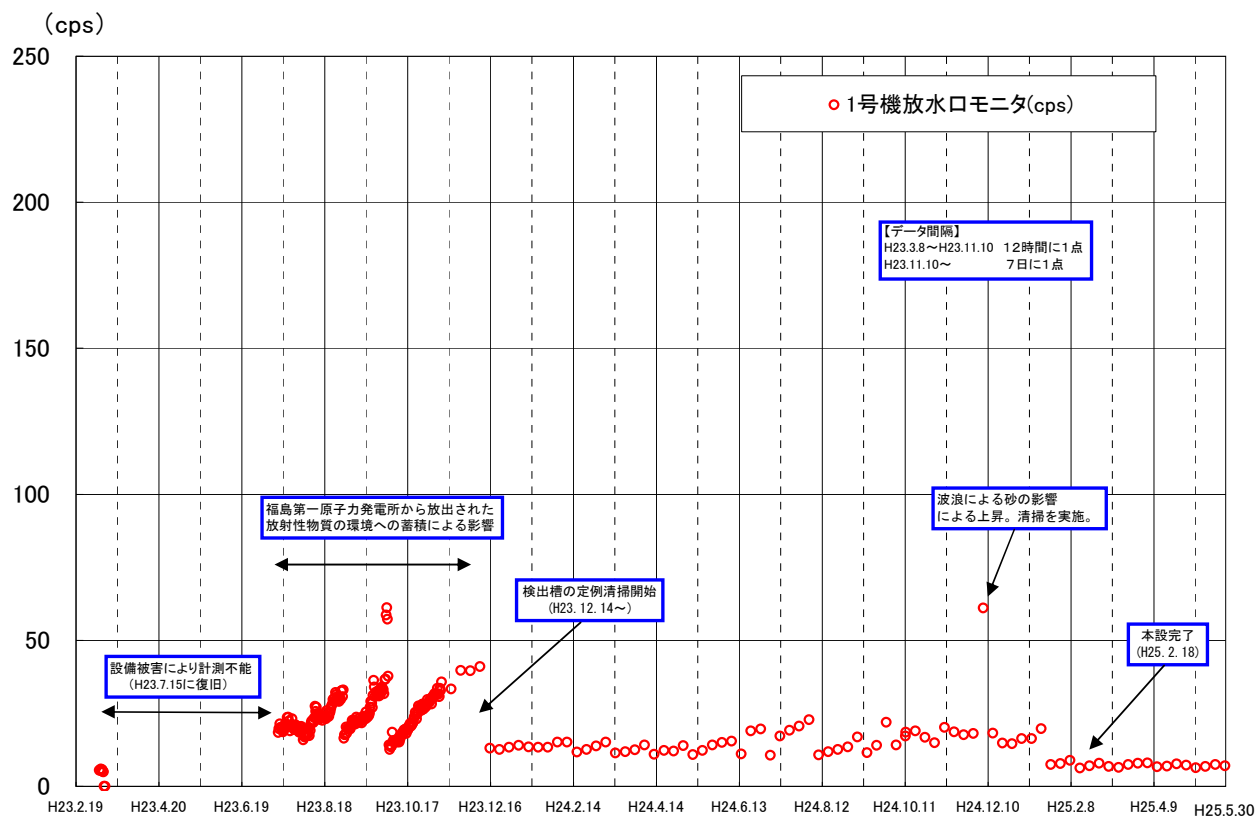 (cps)
250
1号機放水口モニタ(cps)
200
【データ間隔】
H23.3.8～H23.11.10 12時間に1点
H23.11.10～ 7日に1点
150
100
福島第一原子力発電所から放出された
放射性物質の環境への蓄積による影響
波浪による砂の影響
による上昇。清掃を実施。
検出槽の定例清掃開始
(H23.12.14～)
50
設備被害により計測不能
(H23.7.15に復旧)
本設完了
(H25.2.18)
0
H23.2.19 H23.4.20 H23.6.19 H23.8.18 H23.10.17 H23.12.16 H24.2.14 H24.4.14 H24.6.13 H24.8.12 H24.10.11 H24.12.10 H25.2.8 H25.4.9 H25.5.30